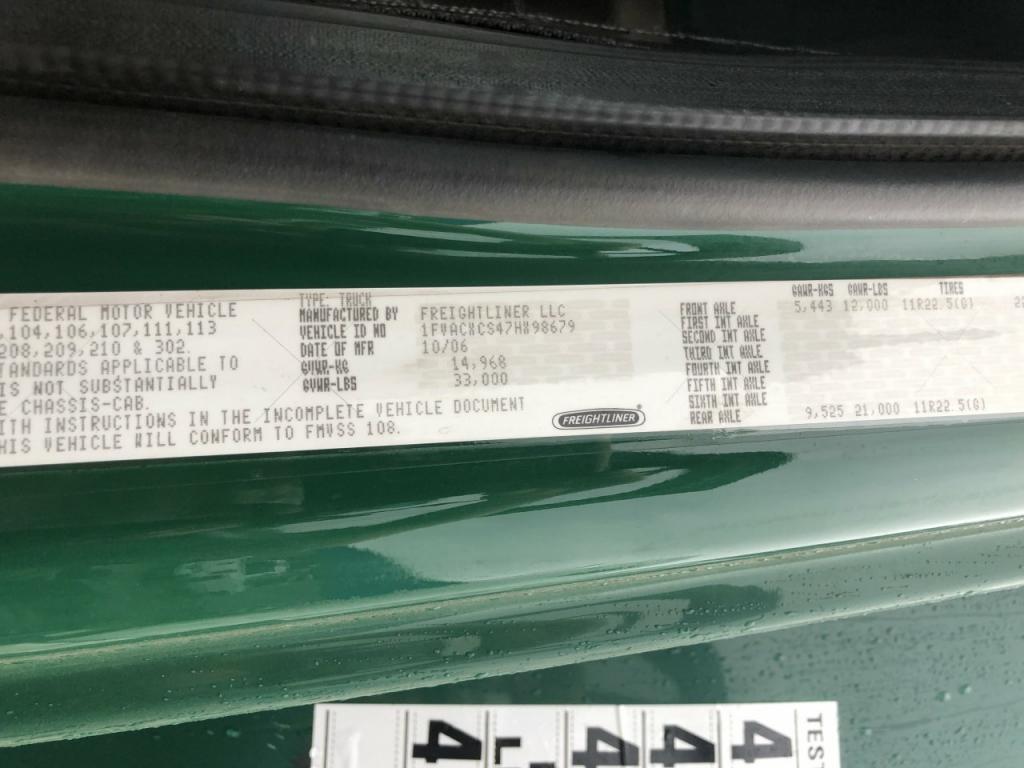 FEDERAL MOTOR VEHICLE
,104,106,107,111,113
208,209,210 & 302.
TANDARDS APPLICABLE TO
IS NOT SUBSTANTIALLY
E CHASSIS-CAB.
ITH INSTRUCTIONS IN THE INCOMPLETE VEHICLE DOCUMENT
HIS VEHICLE WILL CONFORM TO FMVSS 108.
TYPE: TRUCK
MANUFACTURED BY FREIGHTLINER LLC
VEHICLE ID NO 1FVACXCS47HX98679
DATE OF MFR 10/06
GVWR-KG 14,968
GVWR-LBS 33,000
FREIGHTLINER
GAWR-KGS GAWR-LBS TIRES
FRONT AXLE 5,443 12,000 11R22.5(G)
FIRST INT AXLE
SECOND INT AXLE
THIRD INT AXLE
FOURTH INT AXLE
FIFTH INT AXLE
SIXTH INT AXLE
REAR AXLE 9,525 21,000 11R22.5(G)
4
L
4
4
4
TEST